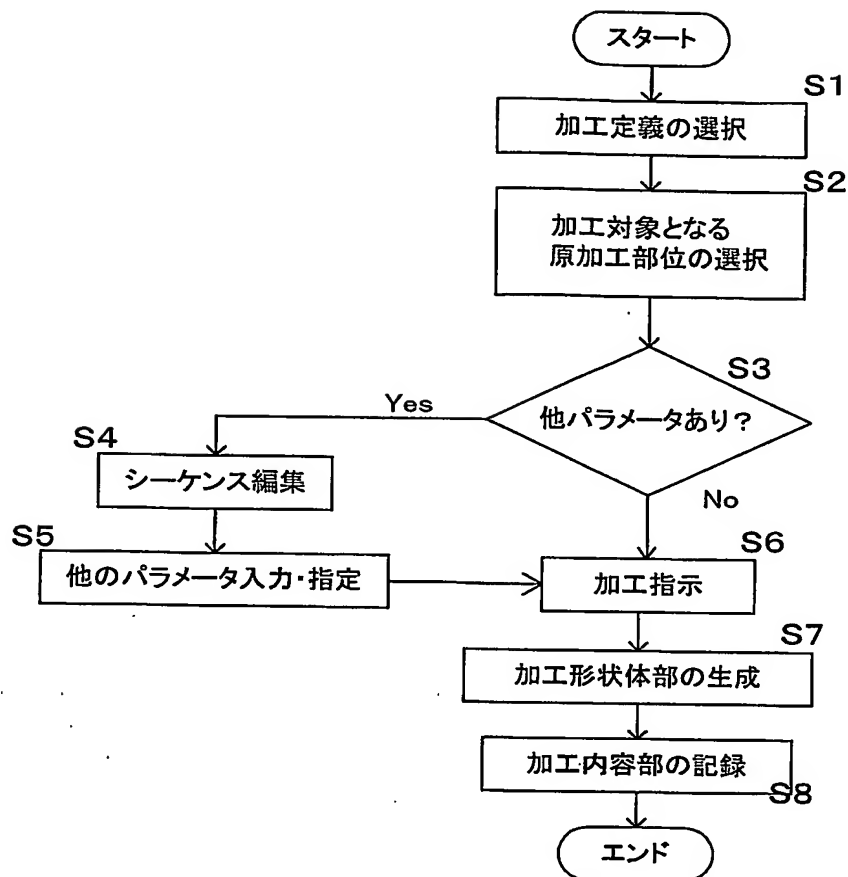 スタート
S1
加工定義の選択
S2
加工対象となる
原加工部位の選択
S3
他パラメータあり？
Yes
No
S4
シーケンス編集
S5
他のパラメータ入力・指定
S6
加工指示
S7
加工形状体部の生成
加工内容部の記録
S8
エンド